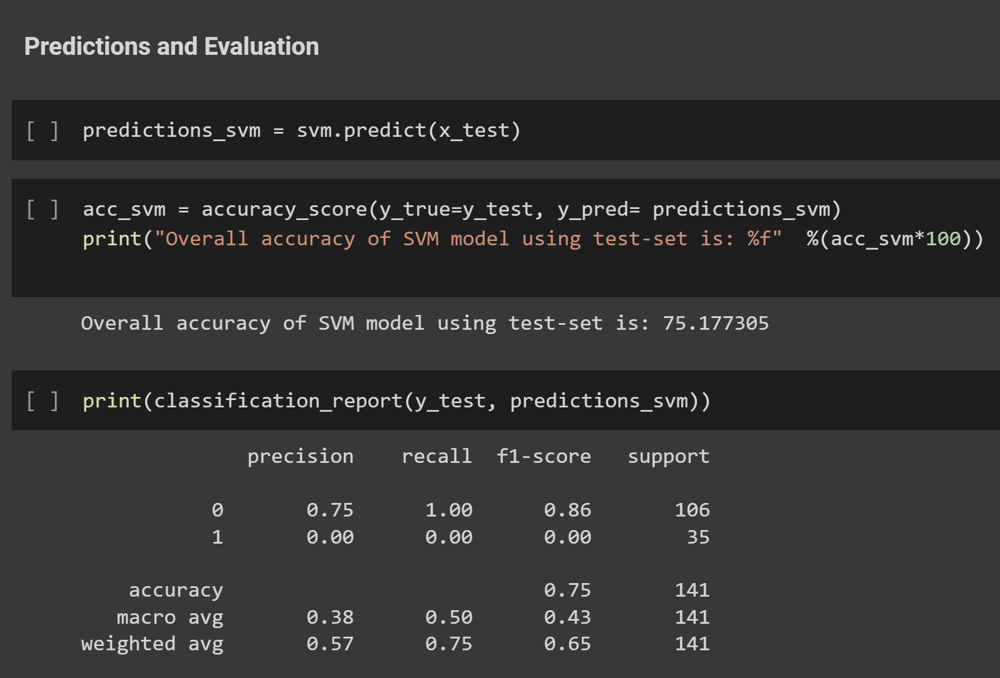 Predictions and Evaluation
[ ] predictions_svm = svm.predict(x_test)
[ ] acc_svm = accuracy_score(y_true=y_test, y_pred= predictions_svm)
print("Overall accuracy of SVM model using test-set is: %f"  %(acc_svm*100))
Overall accuracy of SVM model using test-set is: 75.177305
[ ] print(classification_report(y_test, predictions_svm))
precision    recall  f1-score   support
0       0.75      1.00      0.86       106
1       0.00      0.00      0.00        35
accuracy                           0.75       141
macro avg       0.38      0.50      0.43       141
weighted avg       0.57      0.75      0.65       141